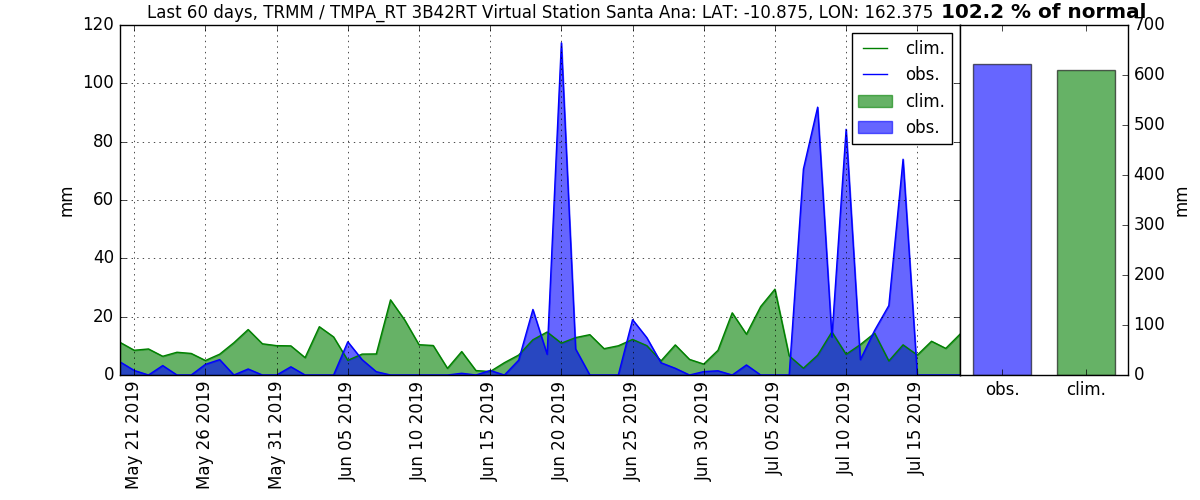 Last 60 days, TRMM / TMPA_RT 3B42RT Virtual Station Santa Ana: LAT: -10.875, LON: 162.375 102.2 % of normal
120
100
80
60
40
20
0
mm
clim.
obs.
clim.
obs.
May 21 2019
May 26 2019
May 31 2019
Jun 05 2019
Jun 10 2019
Jun 15 2019
Jun 20 2019
Jun 25 2019
Jun 30 2019
Jul 05 2019
Jul 10 2019
Jul 15 2019
700
600
500
400
300
200
100
0
mm
obs.
clim.